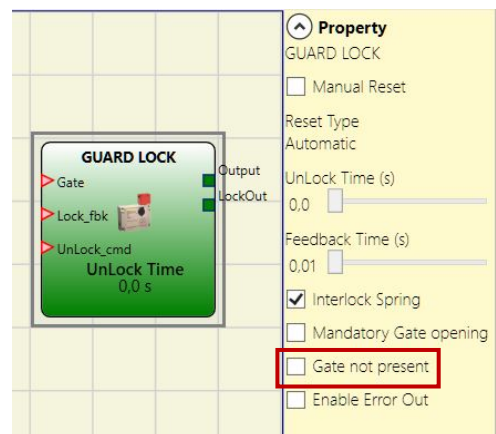 GUARD LOCK
Gate
Lock_fbk
UnLock_cmd
Output
LockOut
UnLock Time
0,0 s
Property
GUARD LOCK
Manual Reset
Reset Type
Automatic
UnLock Time (s)
0,0
Feedback Time (s)
0,01
Interlock Spring
Mandatory Gate opening
Gate not present
Enable Error Out